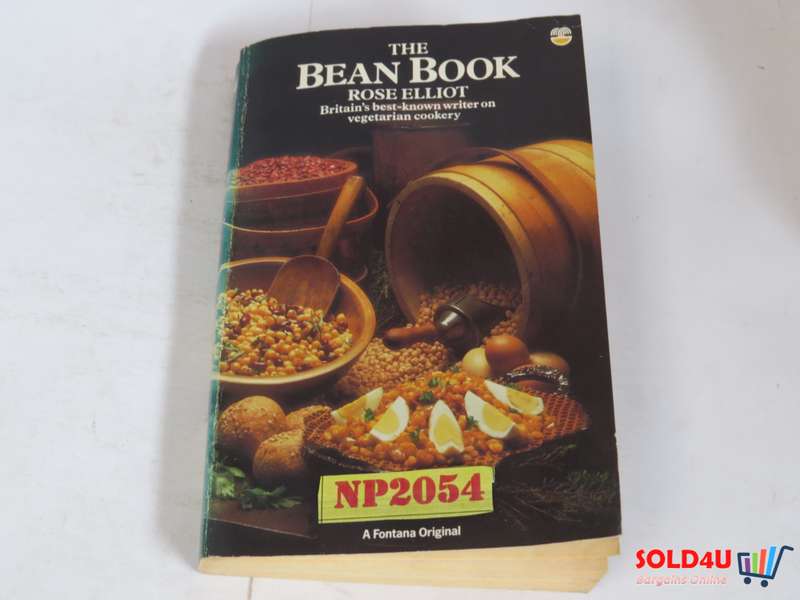 THE
BEAN BOOK
ROSE ELLIOT
Britain's best-known writer on
vegetarian cookery
NP2054
A Fontana Original
SOLD4U
Bargains Online